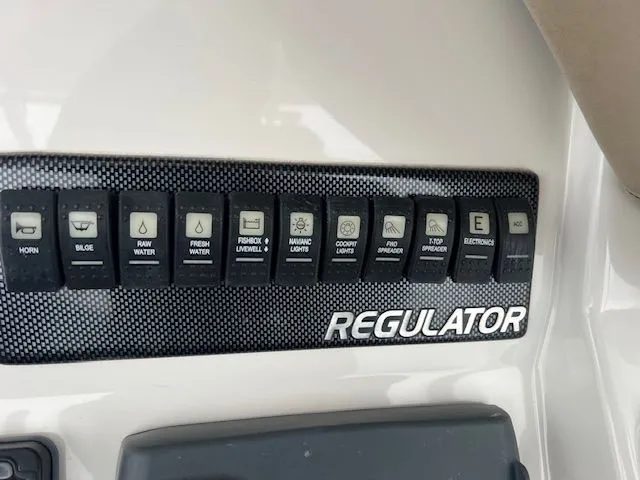 HORN
BILGE
RAW
WATER
FRESH
WATER
FISHBOX
LIVEWELL
NAV/ANC
LIGHTS
COCKPIT
LIGHTS
FWD
SPREADER
T-TOP
SPREADER
E
ELECTRONICS
ACC
REGULATOR